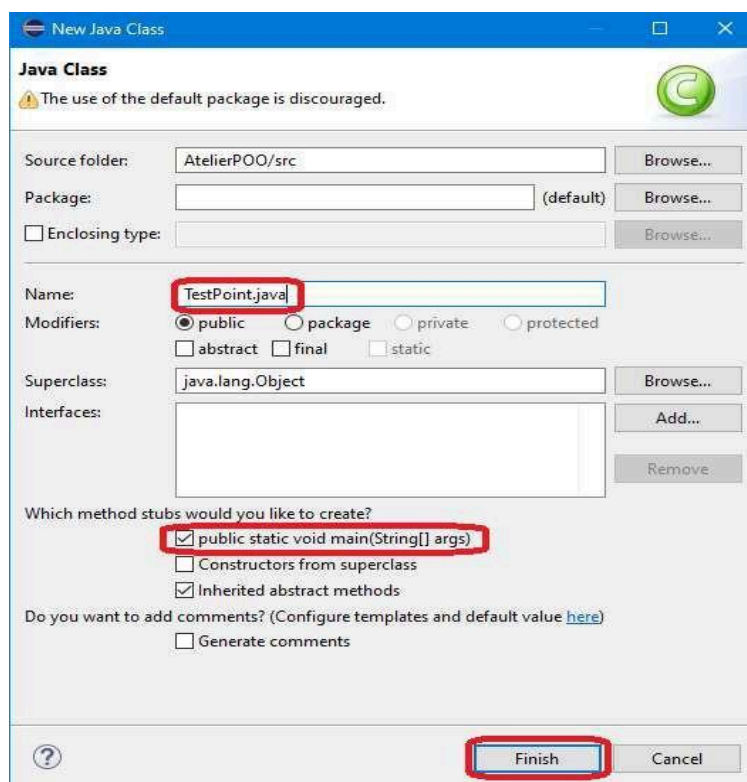 New Java Class
Java Class
The use of the default package is discouraged.
Source folder: AtelierPOO/src Browse...
Package: (default) Browse...
Enclosing type: Browse...
Name: TestPoint.java
Modifiers: public package private protected
abstract final static
Superclass: java.lang.Object Browse...
Interfaces: Add...
Remove
Which method stubs would you like to create?
public static void main(String[] args)
Constructors from superclass
Inherited abstract methods
Do you want to add comments? (Configure templates and default value here)
Generate comments
Finish Cancel